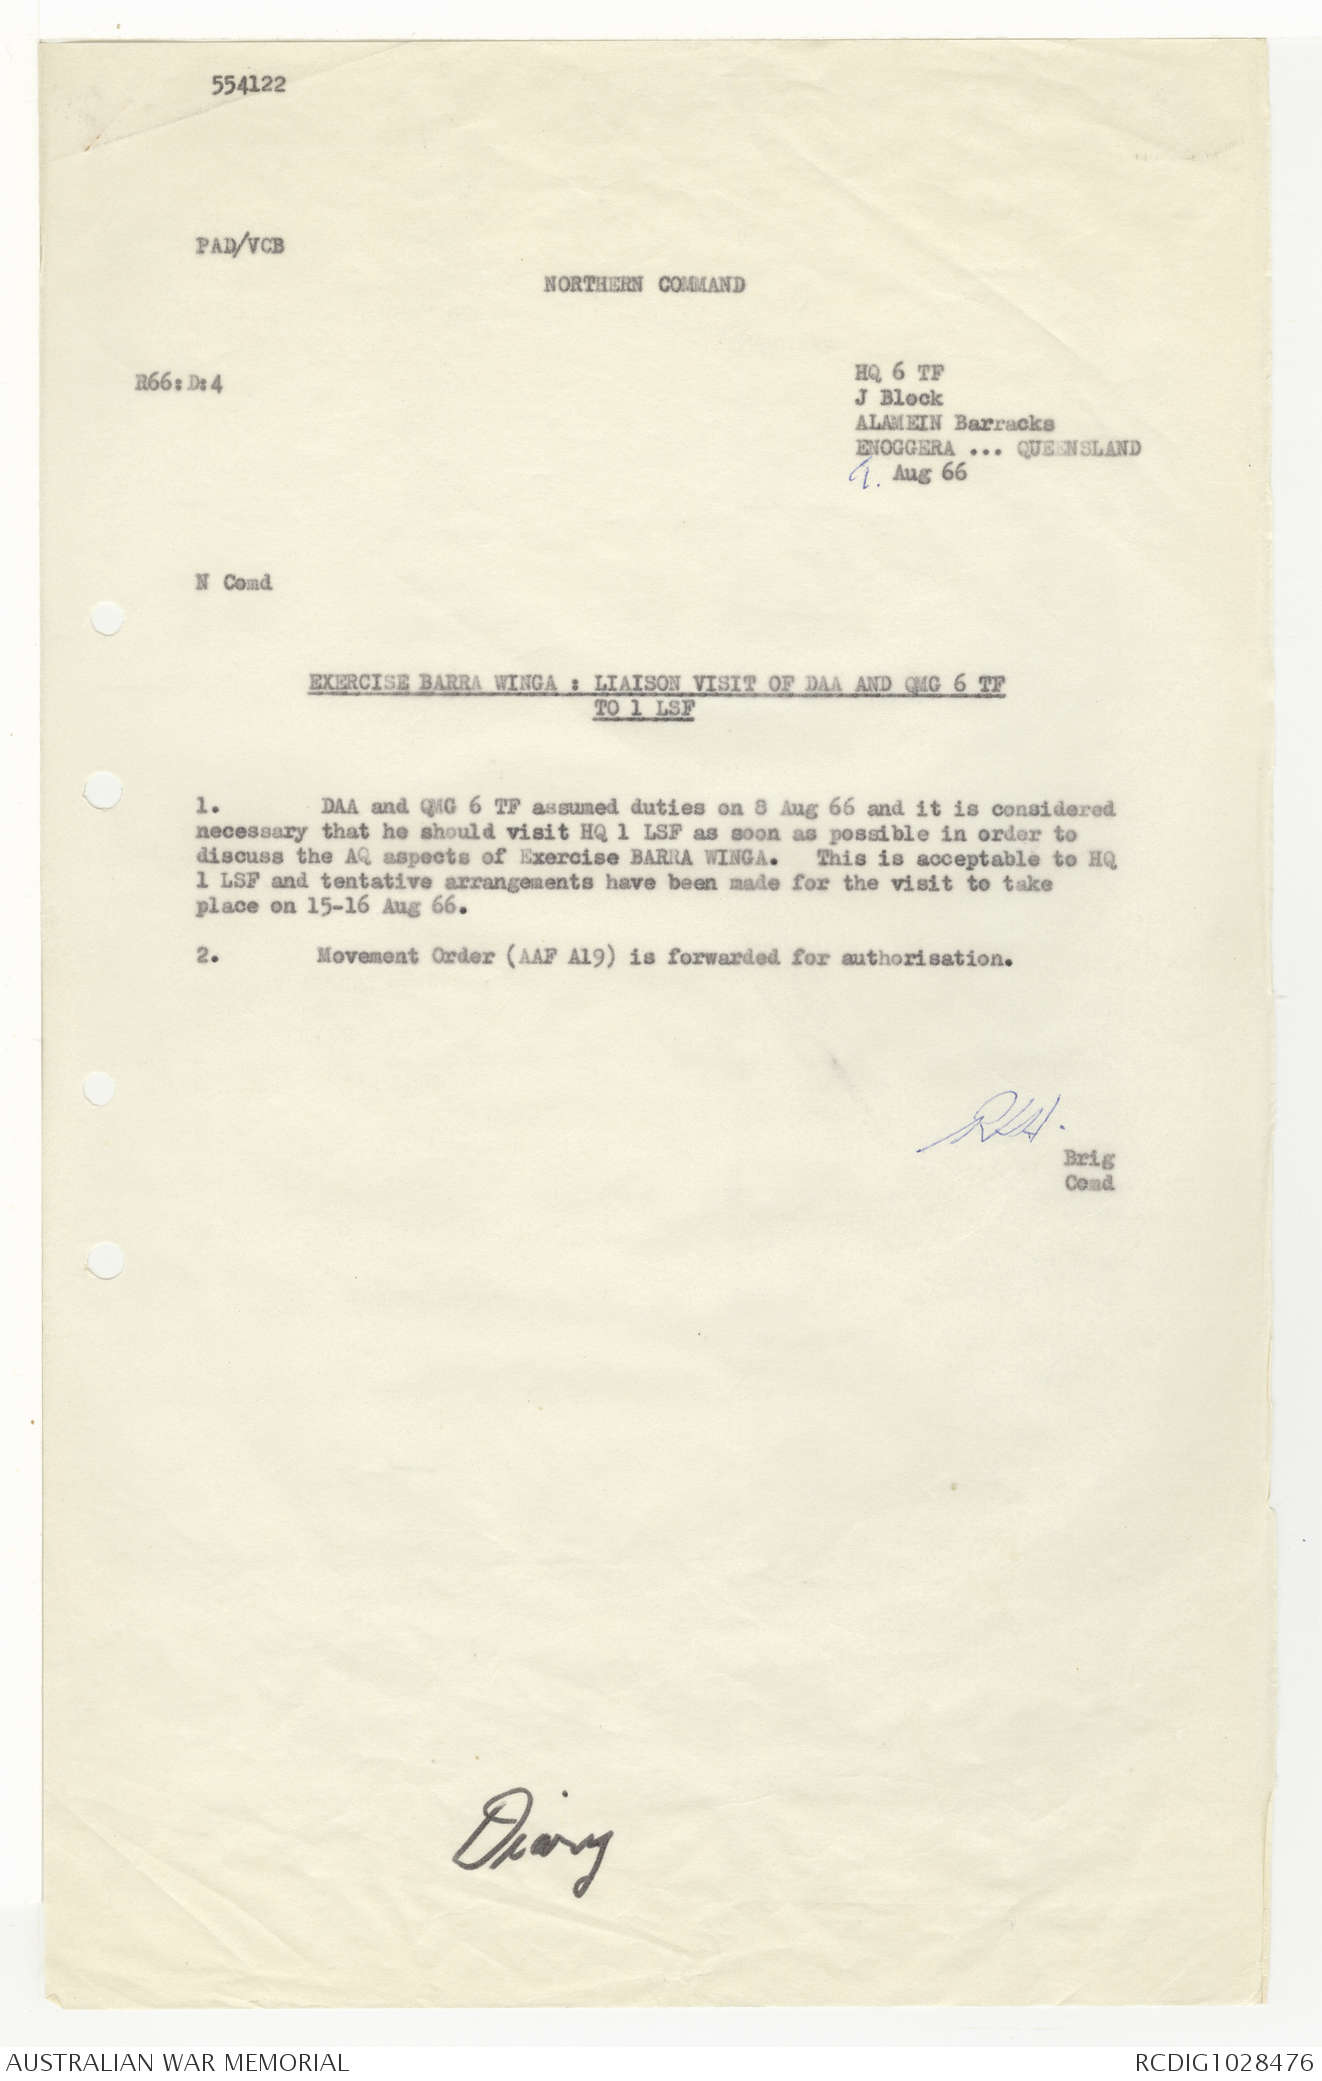 554122
PAD/VCB
NORTHERN COMMAND
R66:D:4
HQ 6 TF
J Block
ALAMEIN Barracks
ENOGGERA ... QUEENSLAND
9. Aug 66
N Comd
EXERCISE BARRA WINGA : LIAISON VISIT OF DAA AND QMG 6 TF
TO 1 LSF
1. DAA and QMG 6 TF assumed duties on 8 Aug 66 and it is considered
necessary that he should visit HQ 1 LSF as soon as possible in order to
discuss the AQ aspects of Exercise BARRA WINGA. This is acceptable to HQ
1 LSF and tentative arrangements have been made for the visit to take
place on 15-16 Aug 66.
2. Movement Order (AAF A19) is forwarded for authorisation.
Brig
Comd
Diary
AUSTRALIAN WAR MEMORIAL
RCDIG1028476